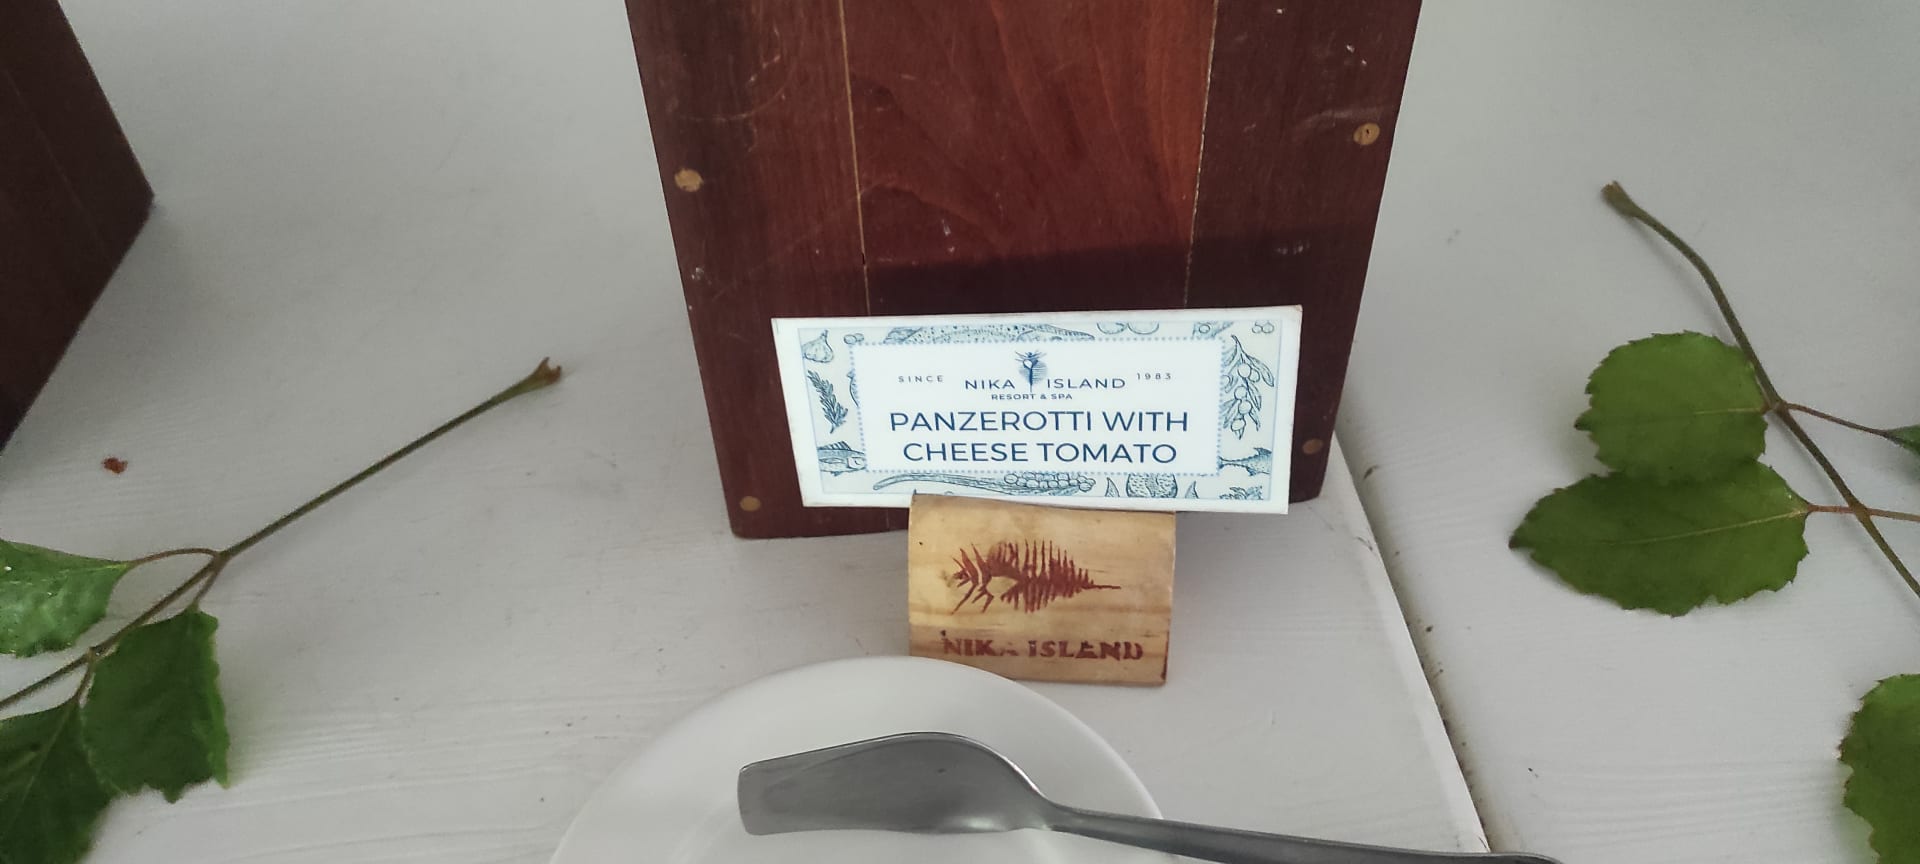 SINCE NIKA ISLAND 1983
RESORT & SPA
PANZEROTTI WITH
CHEESE TOMATO
NIKA ISLAND